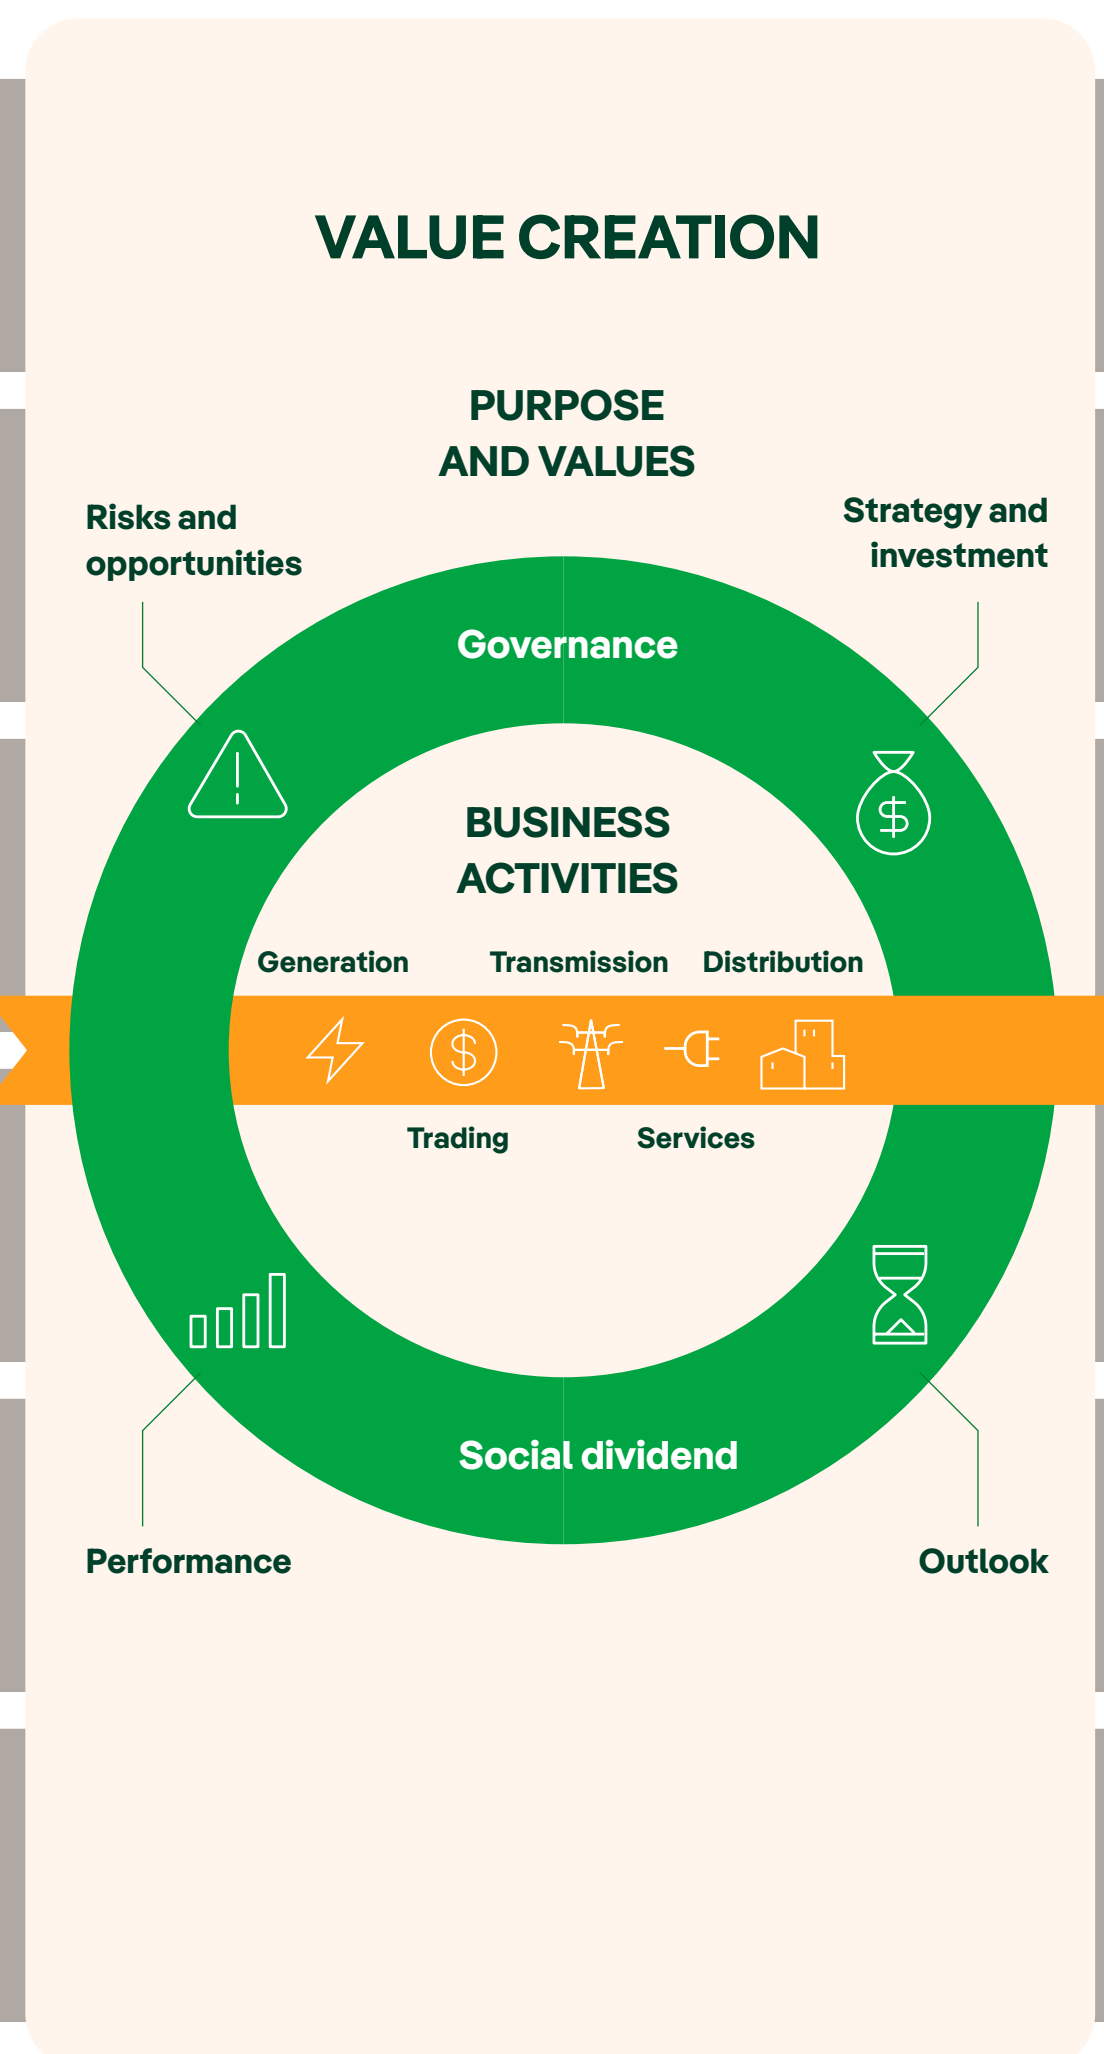 VALUE CREATION
PURPOSE
AND VALUES
Risks and
opportunities
Strategy and
investment
Governance
BUSINESS
ACTIVITIES
Generation
Transmission
Distribution
Trading
Services
Social dividend
Performance
Outlook